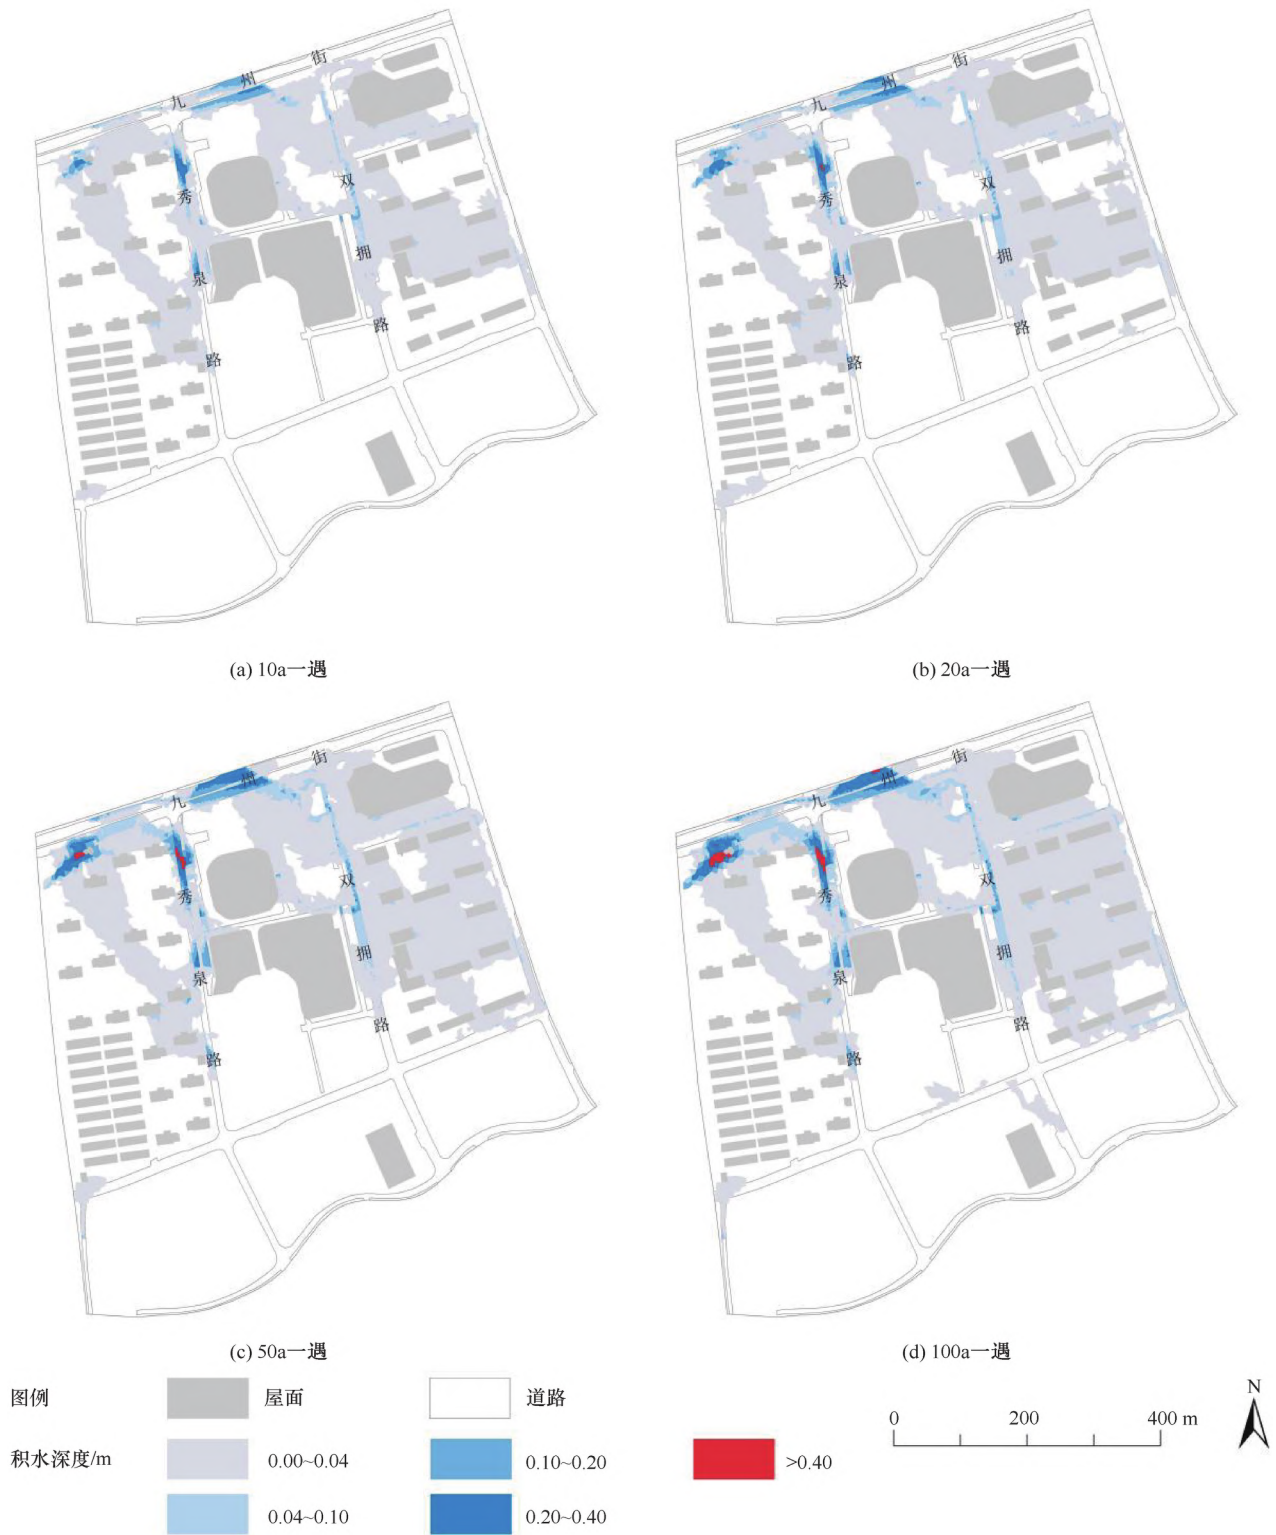 九 州 街
秀 泉 路
双 拥 路
(a) 10a一遇
九 州 街
秀 泉 路
双 拥 路
(b) 20a一遇
九 州 街
秀 泉 路
双 拥 路
(c) 50a一遇
九 州 街
秀 泉 路
双 拥 路
(d) 100a一遇
图例
屋面
道路
0 200 400 m
N
积水深度/m
0.00~0.04
0.10~0.20
>0.40
0.04~0.10
0.20~0.40